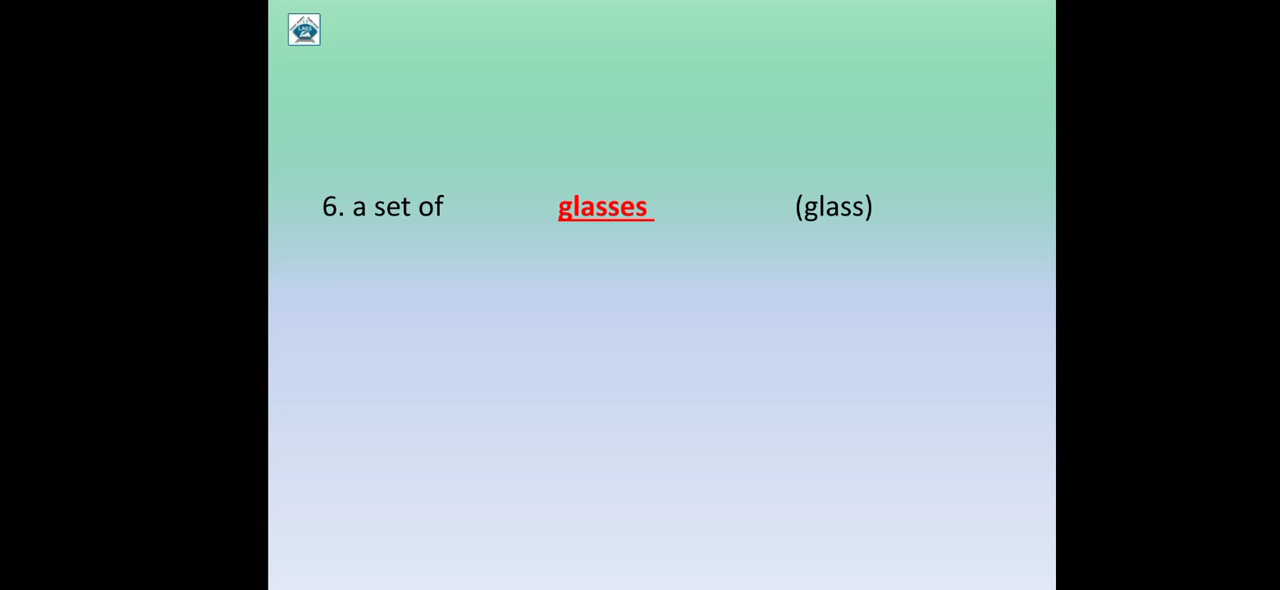 6. a set of glasses (glass)